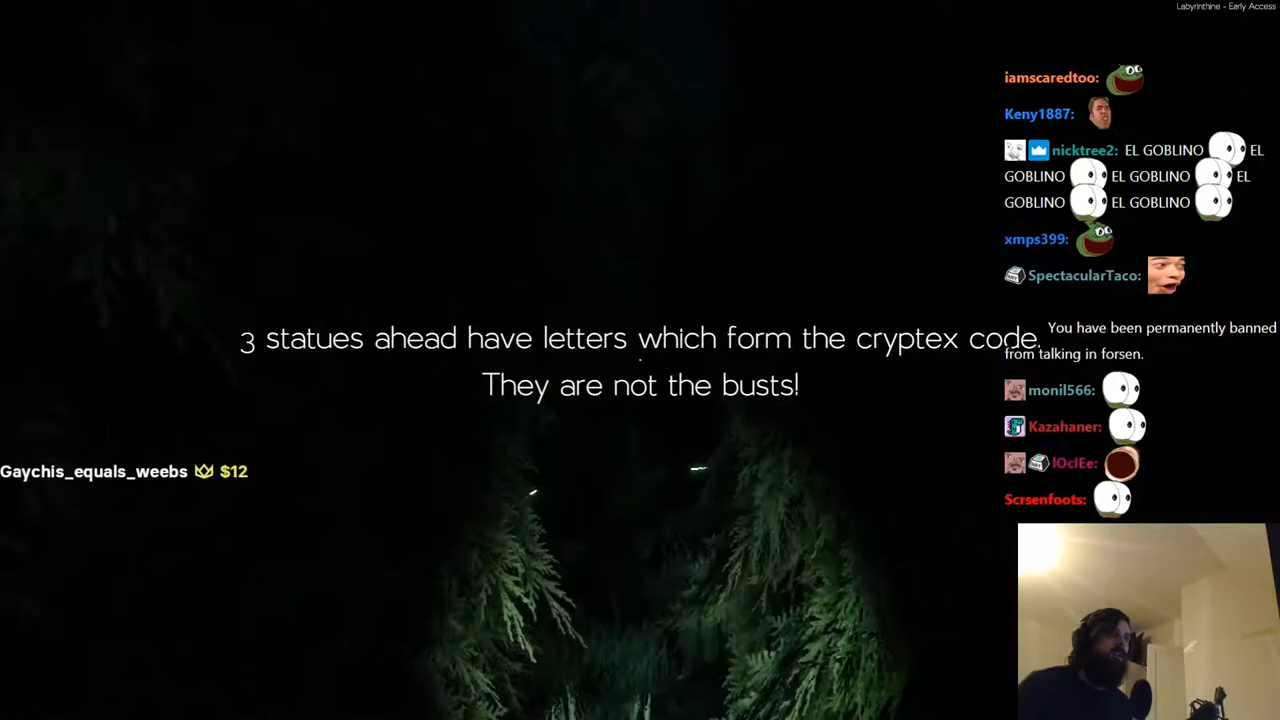 Labyrinthine - Early Access
iamscaredtoo:
Keny1887:
nicktree2: EL GOBLINO EL
GOBLINO EL GOBLINO EL
GOBLINO EL GOBLINO
xmps399:
SpectacularTaco:
3 statues ahead have letters which form the cryptex code.
They are not the busts!
You have been permanently banned
from talking in forsen.
monil566:
Kazahaner:
lOcIEe:
Scrsenfoots:
Gaychis_equals_weebs $12